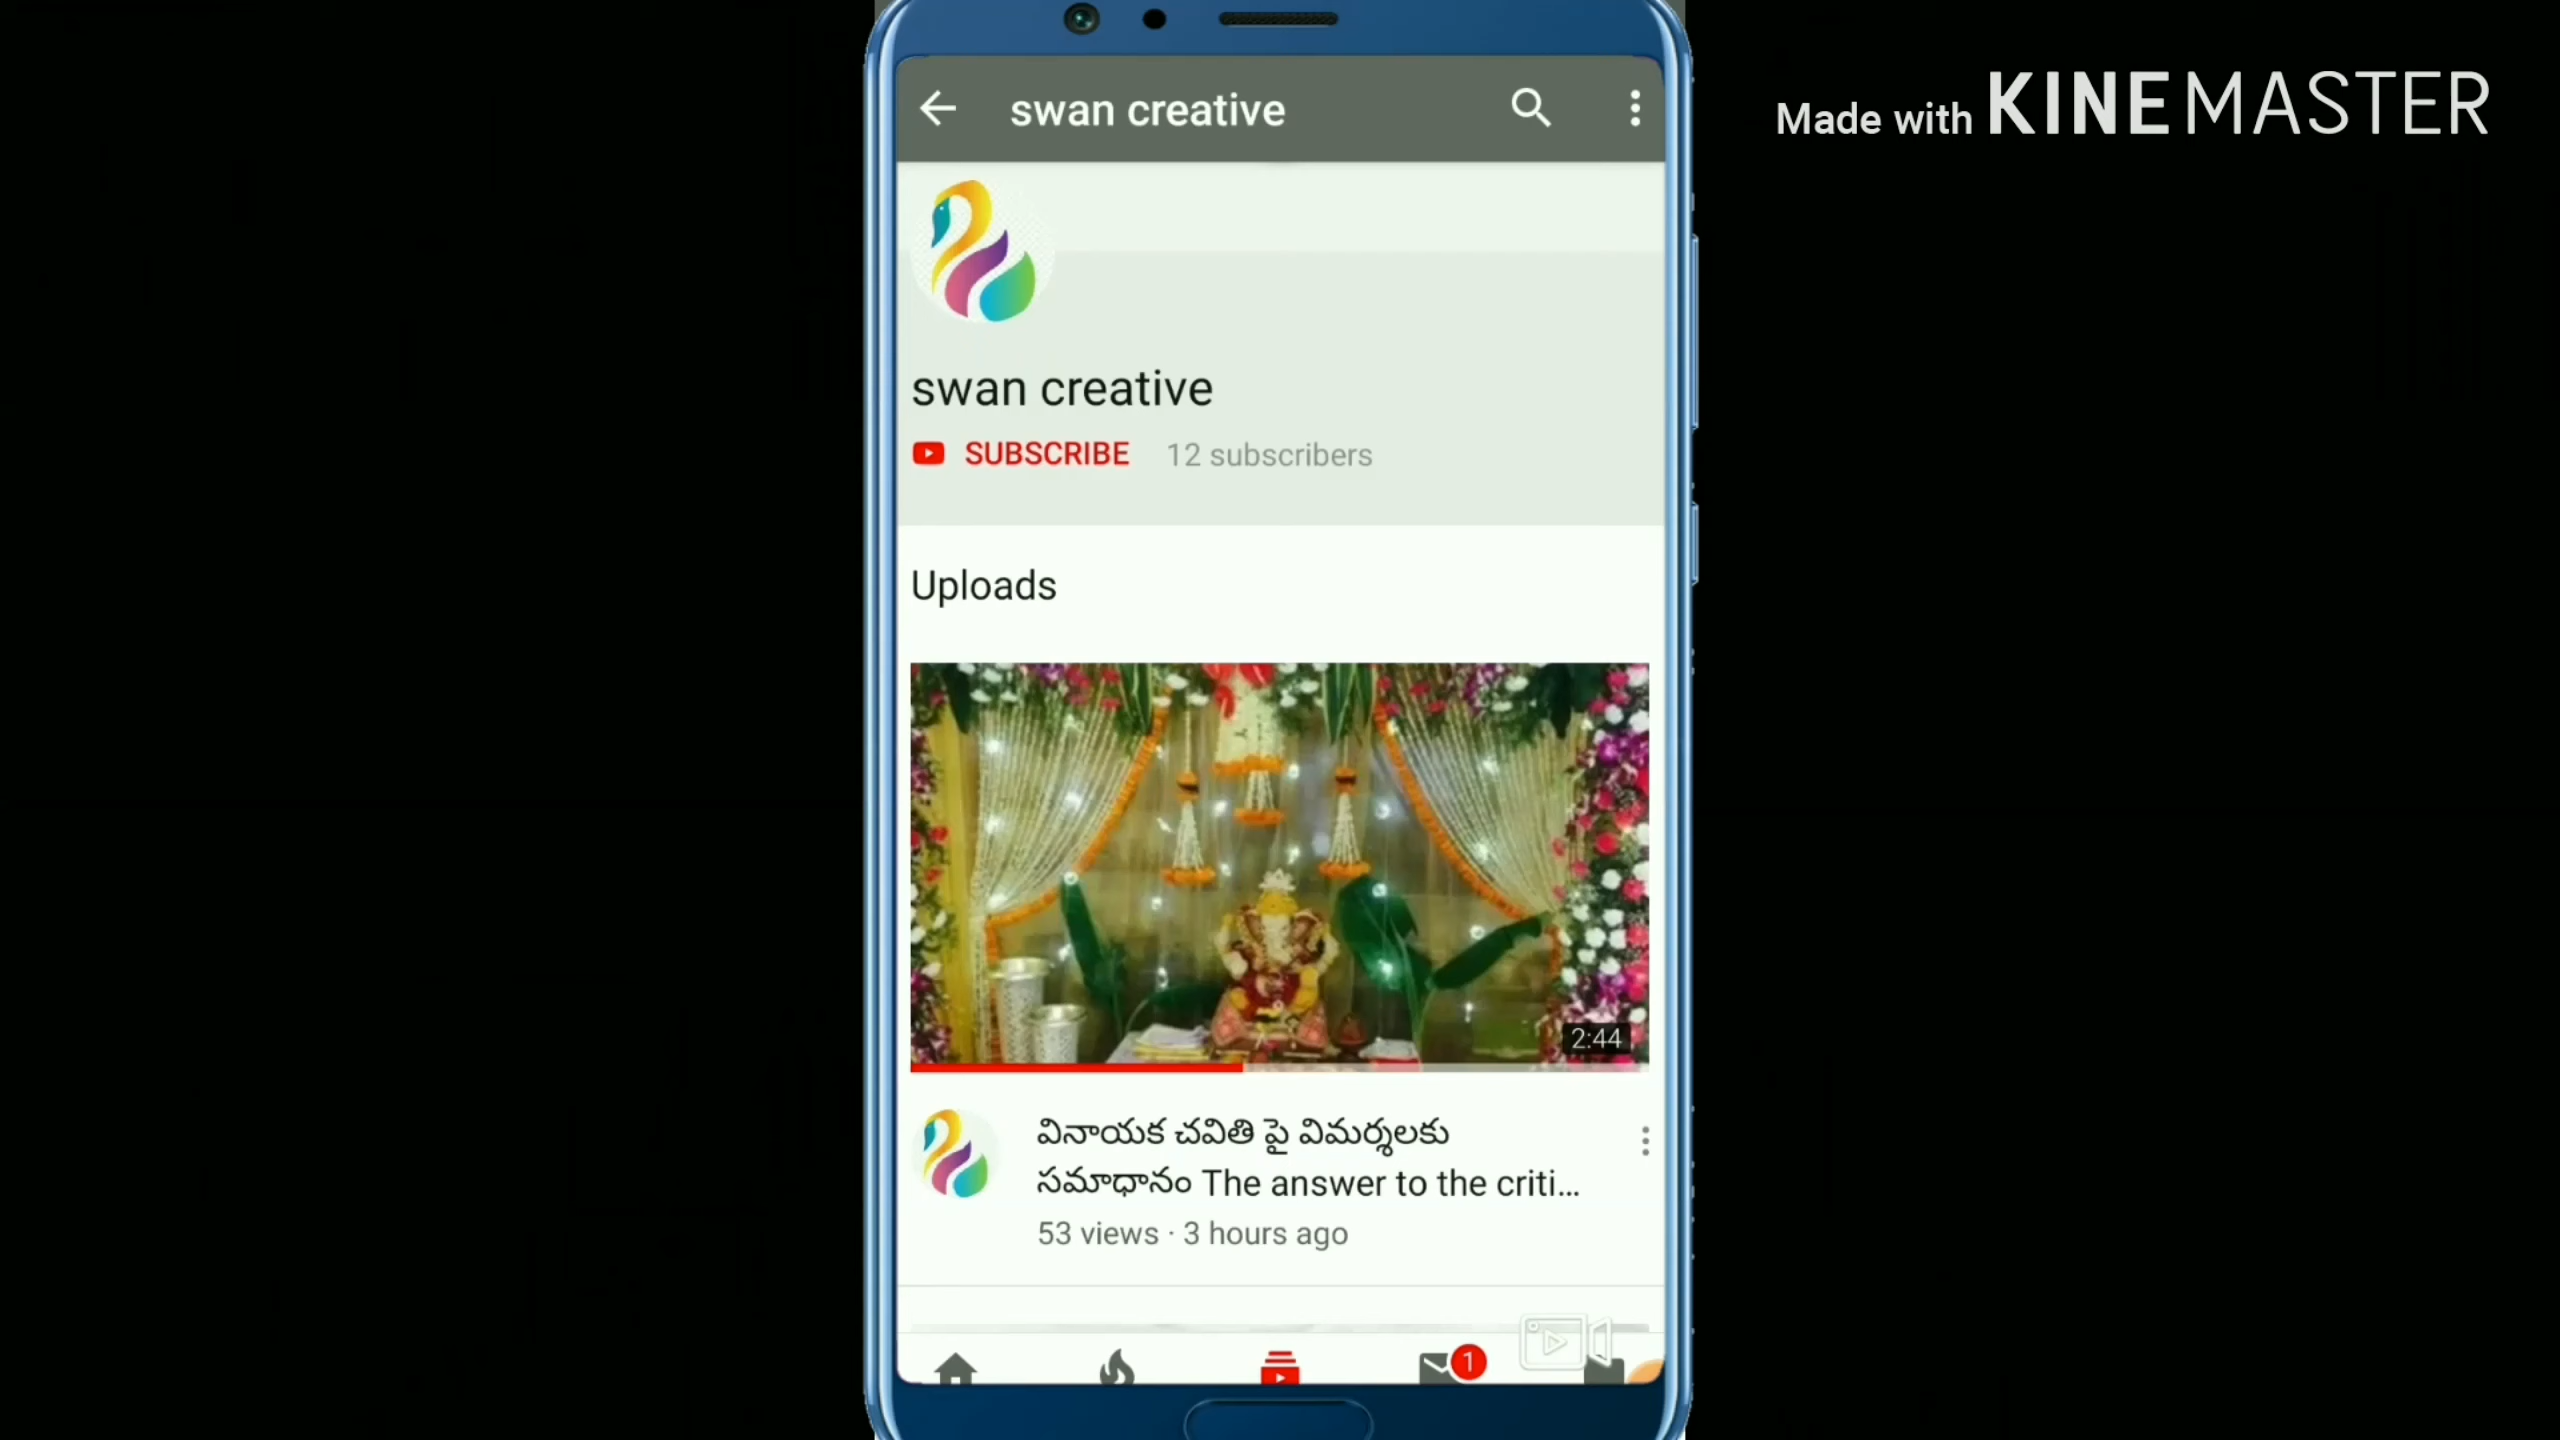 swan creative
Made with KINEMASTER
swan creative
SUBSCRIBE 12 subscribers
Uploads
2:44
వినాయక చవితి పై విమర్శలకు
సమాధానం The answer to the criti...
53 views · 3 hours ago
1